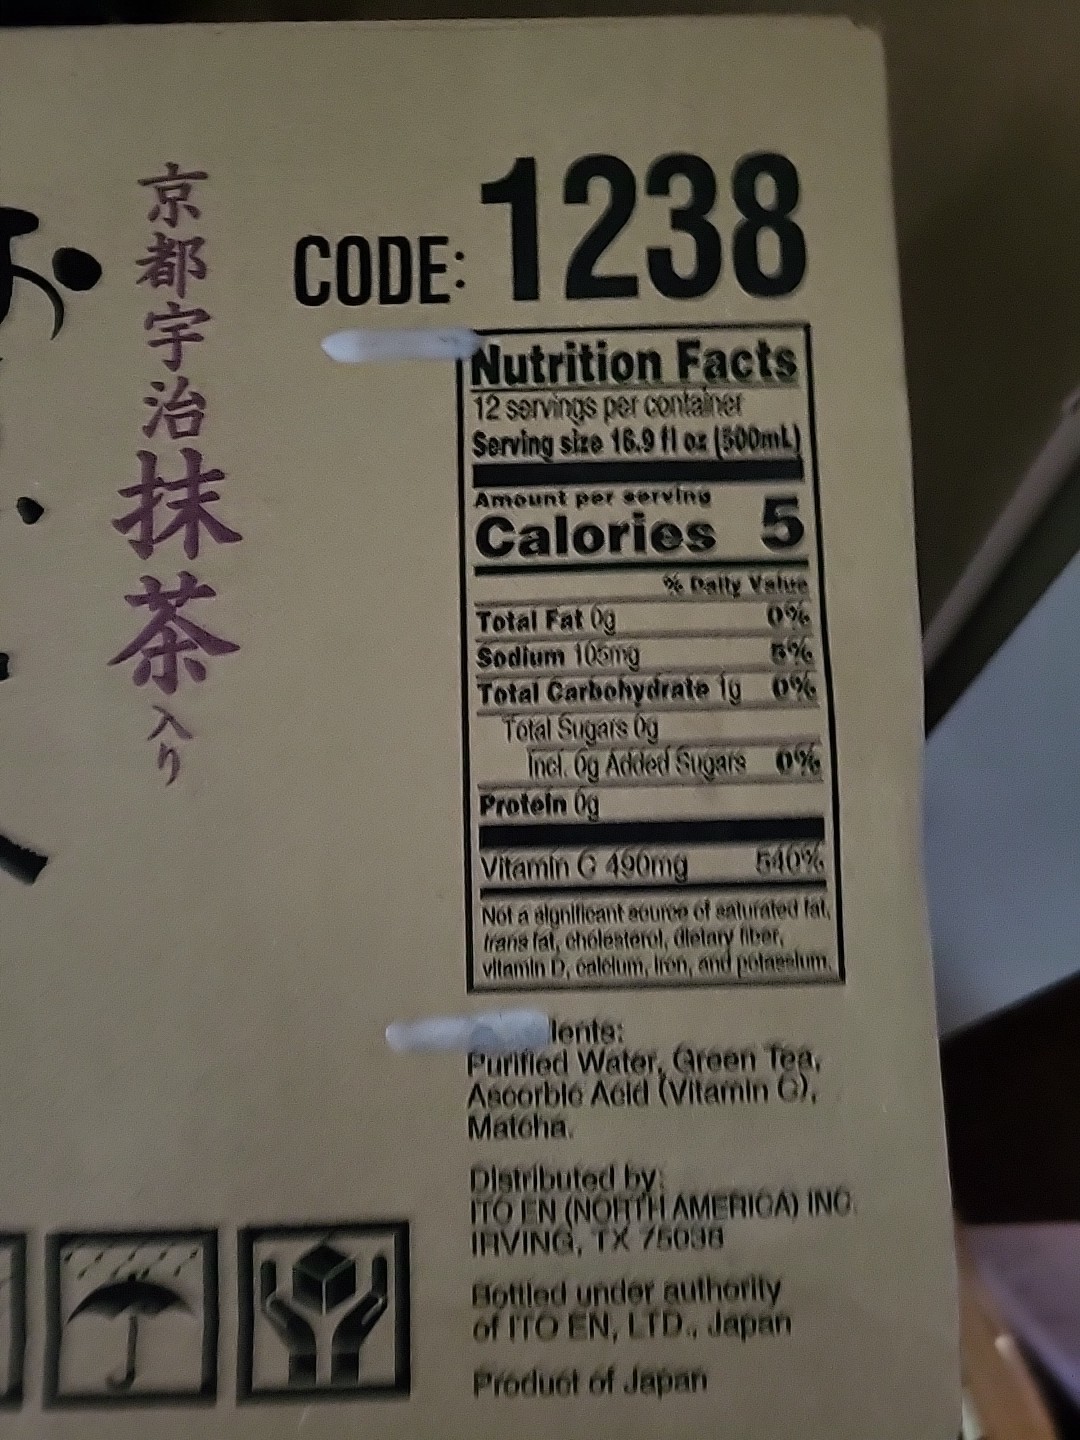 京都宇治抹茶入り
CODE: 1238
Nutrition Facts
12 servings per container
Serving size 16.9 fl oz (500mL)
Amount per serving
Calories 5
% Daily Value
Total Fat 0g 0%
Sodium 105mg 5%
Total Carbohydrate 1g 0%
Total Sugars 0g
Incl. 0g Added Sugars 0%
Protein 0g
Vitamin C 490mg 540%
Not a significant source of saturated fat,
trans fat, cholesterol, dietary fiber,
vitamin D, calcium, iron, and potassium.
Purified Water, Green Tea,
Ascorbic Acid (Vitamin C),
Matcha.
Distributed by:
ITO EN (NORTH AMERICA) INC.
IRVING, TX 75038
Bottled under authority
of ITO EN, LTD., Japan
Product of Japan